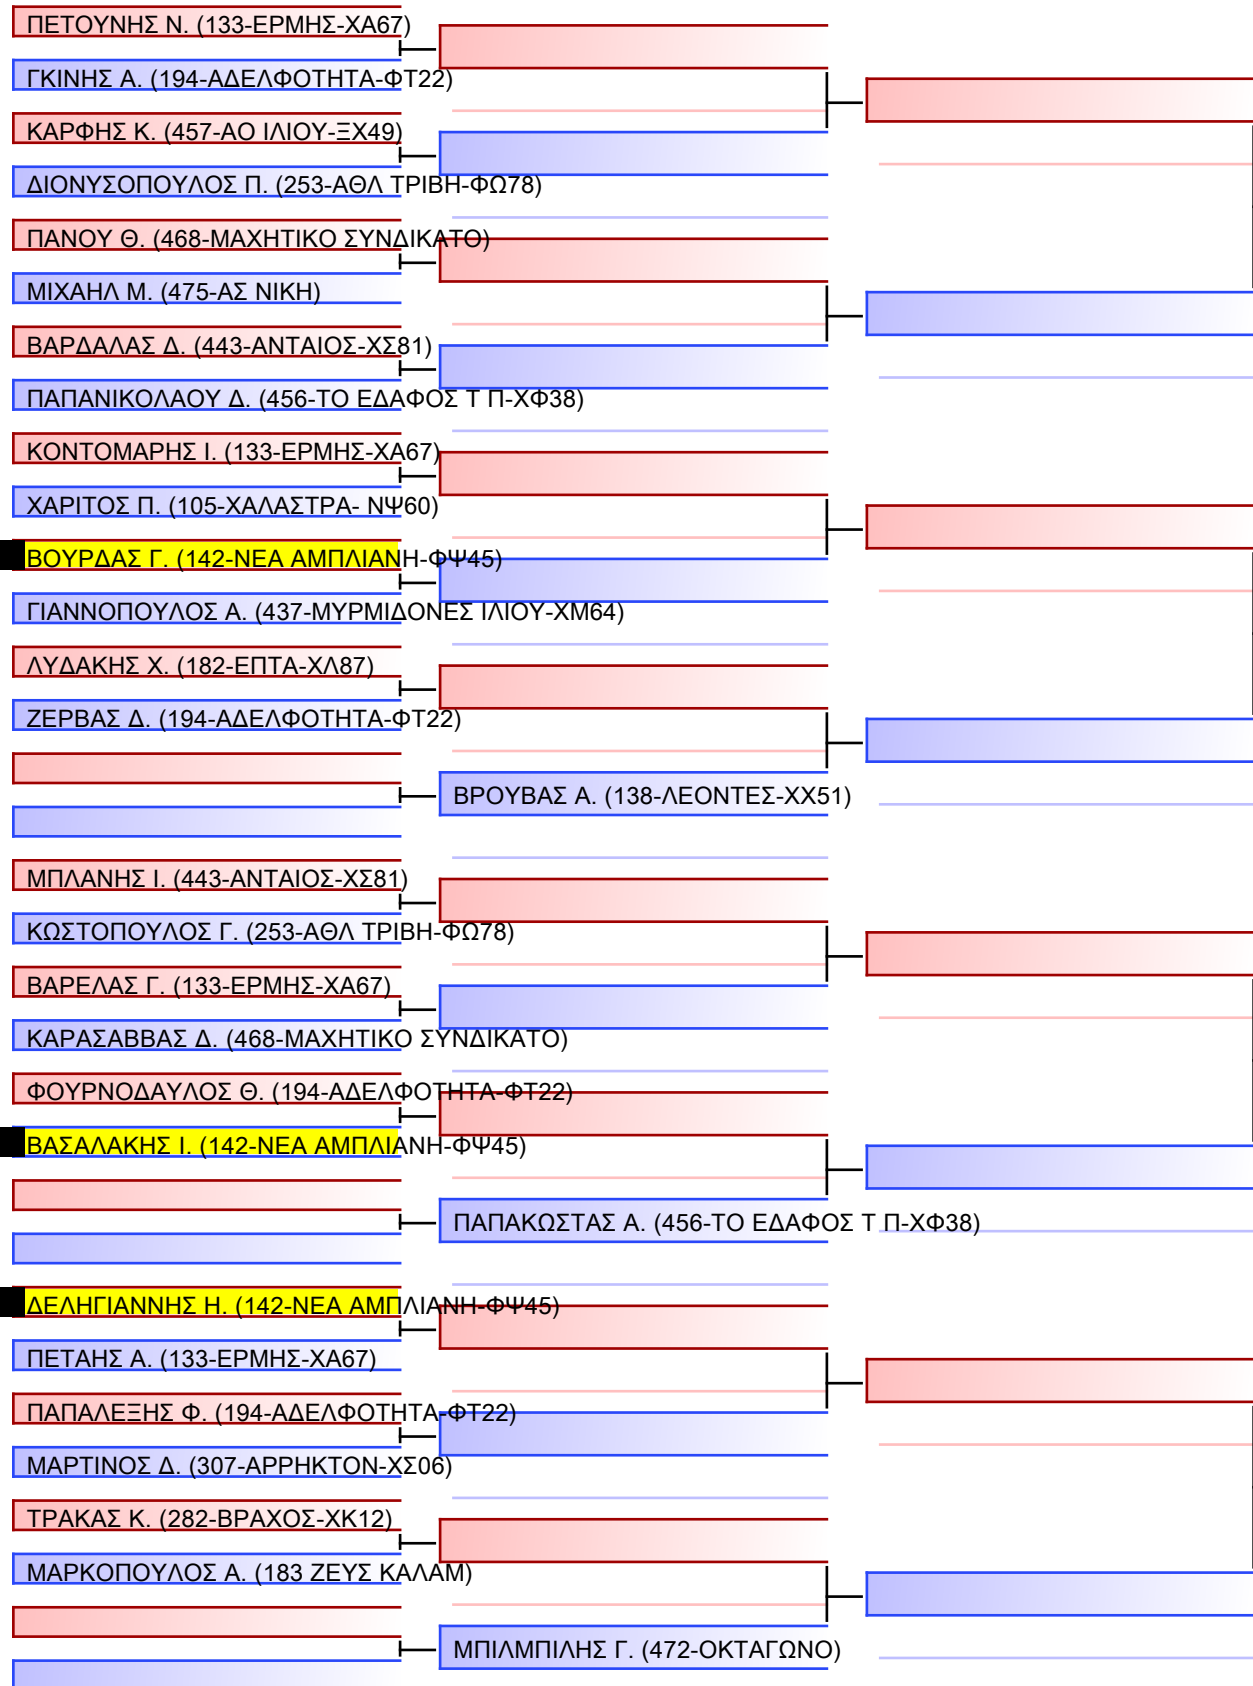 ΠΕΤΟΥΝΗΣ Ν. (133-ΕΡΜΗΣ-ΧΑ67)
ΓΚΙΝΗΣ Α. (194-ΑΔΕΛΦΟΤΗΤΑ-ΦΤ22)
ΚΑΡΦΗΣ Κ. (457-ΑΟ ΙΛΙΟΥ-ΞΧ49)
ΔΙΟΝΥΣΟΠΟΥΛΟΣ Π. (253-ΑΘΛ ΤΡΙΒΗ-ΦΩ78)
ΠΑΝΟΥ Θ. (468-ΜΑΧΗΤΙΚΟ ΣΥΝΔΙΚΑΤΟ)
ΜΙΧΑΗΛ Μ. (475-ΑΣ ΝΙΚΗ)
ΒΑΡΔΑΛΑΣ Δ. (443-ΑΝΤΑΙΟΣ-ΧΣ81)
ΠΑΠΑΝΙΚΟΛΑΟΥ Δ. (456-ΤΟ ΕΔΑΦΟΣ Τ Π-ΧΦ38)
ΚΟΝΤΟΜΑΡΗΣ Ι. (133-ΕΡΜΗΣ-ΧΑ67)
ΧΑΡΙΤΟΣ Π. (105-ΧΑΛΑΣΤΡΑ- ΝΨ60)
ΒΟΥΡΔΑΣ Γ. (142-ΝΕΑ ΑΜΠΛΙΑΝΗ-ΦΨ45)
ΓΙΑΝΝΟΠΟΥΛΟΣ Α. (437-ΜΥΡΜΙΔΟΝΕΣ ΙΛΙΟΥ-ΧΜ64)
ΛΥΔΑΚΗΣ Χ. (182-ΕΠΤΑ-ΧΛ87)
ΖΕΡΒΑΣ Δ. (194-ΑΔΕΛΦΟΤΗΤΑ-ΦΤ22)
ΒΡΟΥΒΑΣ Α. (138-ΛΕΟΝΤΕΣ-ΧΧ51)
ΜΠΛΑΝΗΣ Ι. (443-ΑΝΤΑΙΟΣ-ΧΣ81)
ΚΩΣΤΟΠΟΥΛΟΣ Γ. (253-ΑΘΛ ΤΡΙΒΗ-ΦΩ78)
ΒΑΡΕΛΑΣ Γ. (133-ΕΡΜΗΣ-ΧΑ67)
ΚΑΡΑΣΑΒΒΑΣ Δ. (468-ΜΑΧΗΤΙΚΟ ΣΥΝΔΙΚΑΤΟ)
ΦΟΥΡΝΟΔΑΥΛΟΣ Θ. (194-ΑΔΕΛΦΟΤΗΤΑ-ΦΤ22)
ΒΑΣΑΛΑΚΗΣ Ι. (142-ΝΕΑ ΑΜΠΛΙΑΝΗ-ΦΨ45)
ΠΑΠΑΚΩΣΤΑΣ Α. (456-ΤΟ ΕΔΑΦΟΣ Τ Π-ΧΦ38)
ΔΕΛΗΓΙΑΝΝΗΣ Η. (142-ΝΕΑ ΑΜΠΛΙΑΝΗ-ΦΨ45)
ΠΕΤΑΗΣ Α. (133-ΕΡΜΗΣ-ΧΑ67)
ΠΑΠΑΛΕΞΗΣ Φ. (194-ΑΔΕΛΦΟΤΗΤΑ-ΦΤ22)
ΜΑΡΤΙΝΟΣ Δ. (307-ΑΡΡΗΚΤΟΝ-ΧΣ06)
ΤΡΑΚΑΣ Κ. (282-ΒΡΑΧΟΣ-ΧΚ12)
ΜΑΡΚΟΠΟΥΛΟΣ Α. (183 ΖΕΥΣ ΚΑΛΑΜ)
ΜΠΙΛΜΠΙΛΗΣ Γ. (472-ΟΚΤΑΓΩΝΟ)